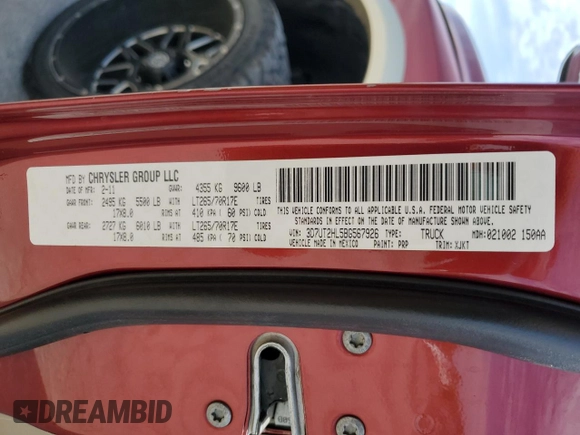 MFD BY CHRYSLER GROUP LLC
DATE OF MFR 2-11 GVWR: 4355 KG 9600 LB
GAWR FRONT: 2495 KG 5500 LB WITH LT265/70R17E TIRES
17X8.0 RIMS AT 410 KPA ( 60 PSI) COLD
GAWR REAR: 2727 KG 6010 LB WITH LT265/70R17E TIRES
17X8.0 RIMS AT 485 KPA ( 70 PSI) COLD
THIS VEHICLE CONFORMS TO ALL APPLICABLE U.S.A. FEDERAL MOTOR VEHICLE SAFETY
STANDARDS IN EFFECT ON THE DATE OF MANUFACTURE SHOWN ABOVE.
VIN: 3D7UT2HL5BG567926 TYPE: TRUCK MDH: 021002 150AA
VEHICLE MADE IN MEXICO PAINT: PRP TRIM: XJKT
DREAMBID